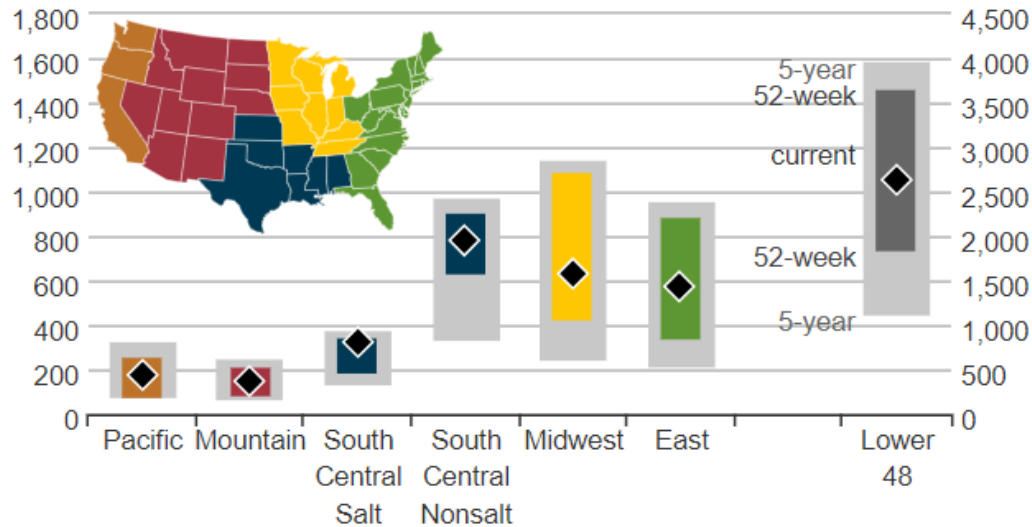 1,800
1,600
1,400
1,200
1,000
800
600
400
200
0
4,500
4,000
3,500
3,000
2,500
2,000
1,500
1,000
500
0
5-year
52-week
current
52-week
5-year
Pacific
Mountain
South
Central
Salt
South
Central
Nonsalt
Midwest
East
Lower
48